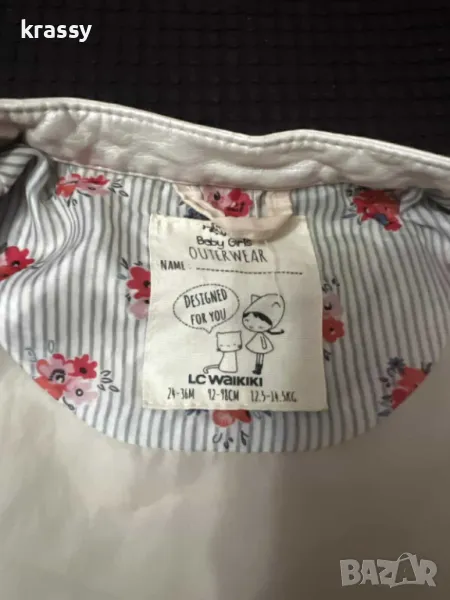 krassy
Baby Girls
OUTERWEAR
NAME:
DESIGNED
FOR YOU
LC WAIKIKI
24-36M 92-98CM 12.5-14.5KG
BAZAR